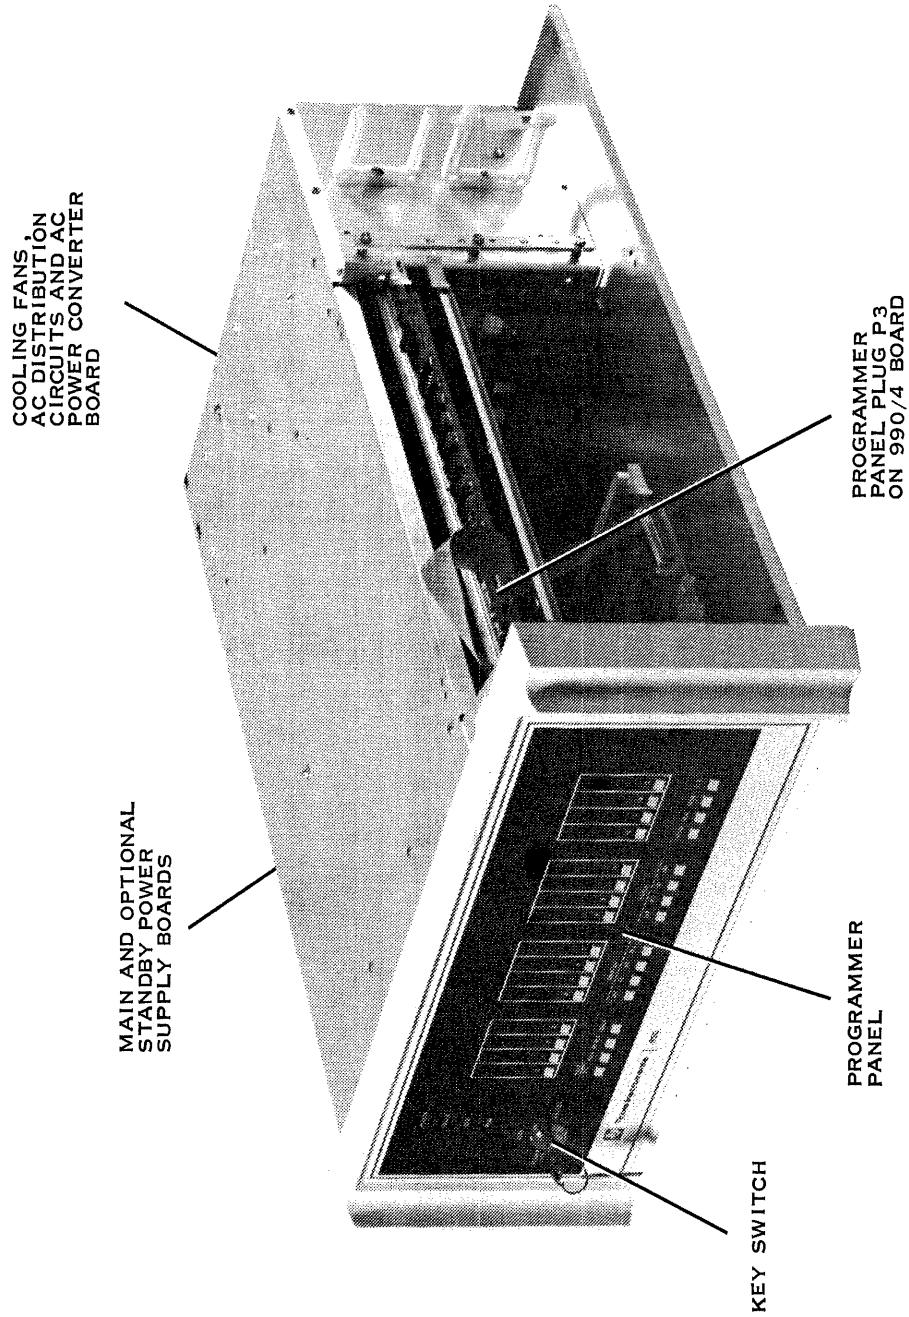 COOLING FANS,
AC DISTRIBUTION
CIRCUITS AND AC
POWER CONVERTER
BOARD
MAIN AND OPTIONAL
STANDBY POWER
SUPPLY BOARDS
PROGRAMMER
PANEL PLUG P3
ON 990/4 BOARD
PROGRAMMER
PANEL
KEY SWITCH